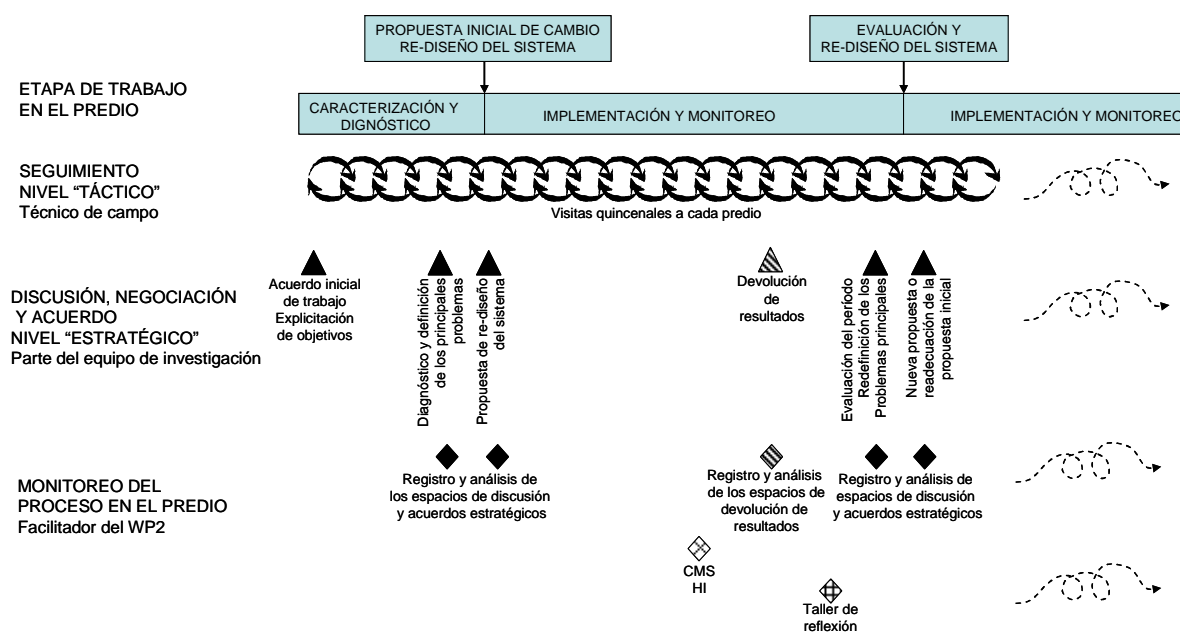 PROPUESTA INICIAL DE CAMBIO
RE-DISEÑO DEL SISTEMA
EVALUACIÓN Y
RE-DISEÑO DEL SISTEMA
ETAPA DE TRABAJO
EN EL PREDIO
CARACTERIZACIÓN Y
DIGNÓSTICO
IMPLEMENTACIÓN Y MONITOREO
IMPLEMENTACIÓN Y MONITOREO
SEGUIMIENTO
NIVEL “TÁCTICO”
Técnico de campo
Visitas quincenales a cada predio
DISCUSIÓN, NEGOCIACIÓN
Y ACUERDO
NIVEL “ESTRATÉGICO”
Parte del equipo de investigación
Acuerdo inicial
de trabajo
Explicitación
de objetivos
Diagnóstico y definición
de los principales
problemas
Propuesta de re-diseño
del sistema
Devolución
de
resultados
Evaluación del período
Redefinición de los
Problemas principales
Nueva propuesta o
readecuación de la
propuesta inicial
MONITOREO DEL
PROCESO EN EL PREDIO
Facilitador del WP2
Registro y análisis de
los espacios de discusión
y acuerdos estratégicos
Registro y análisis
de los espacios de
devolución de
resultados
Registro y análisis de
espacios de discusión
y acuerdos estratégicos
CMS
HI
Taller de
reflexión